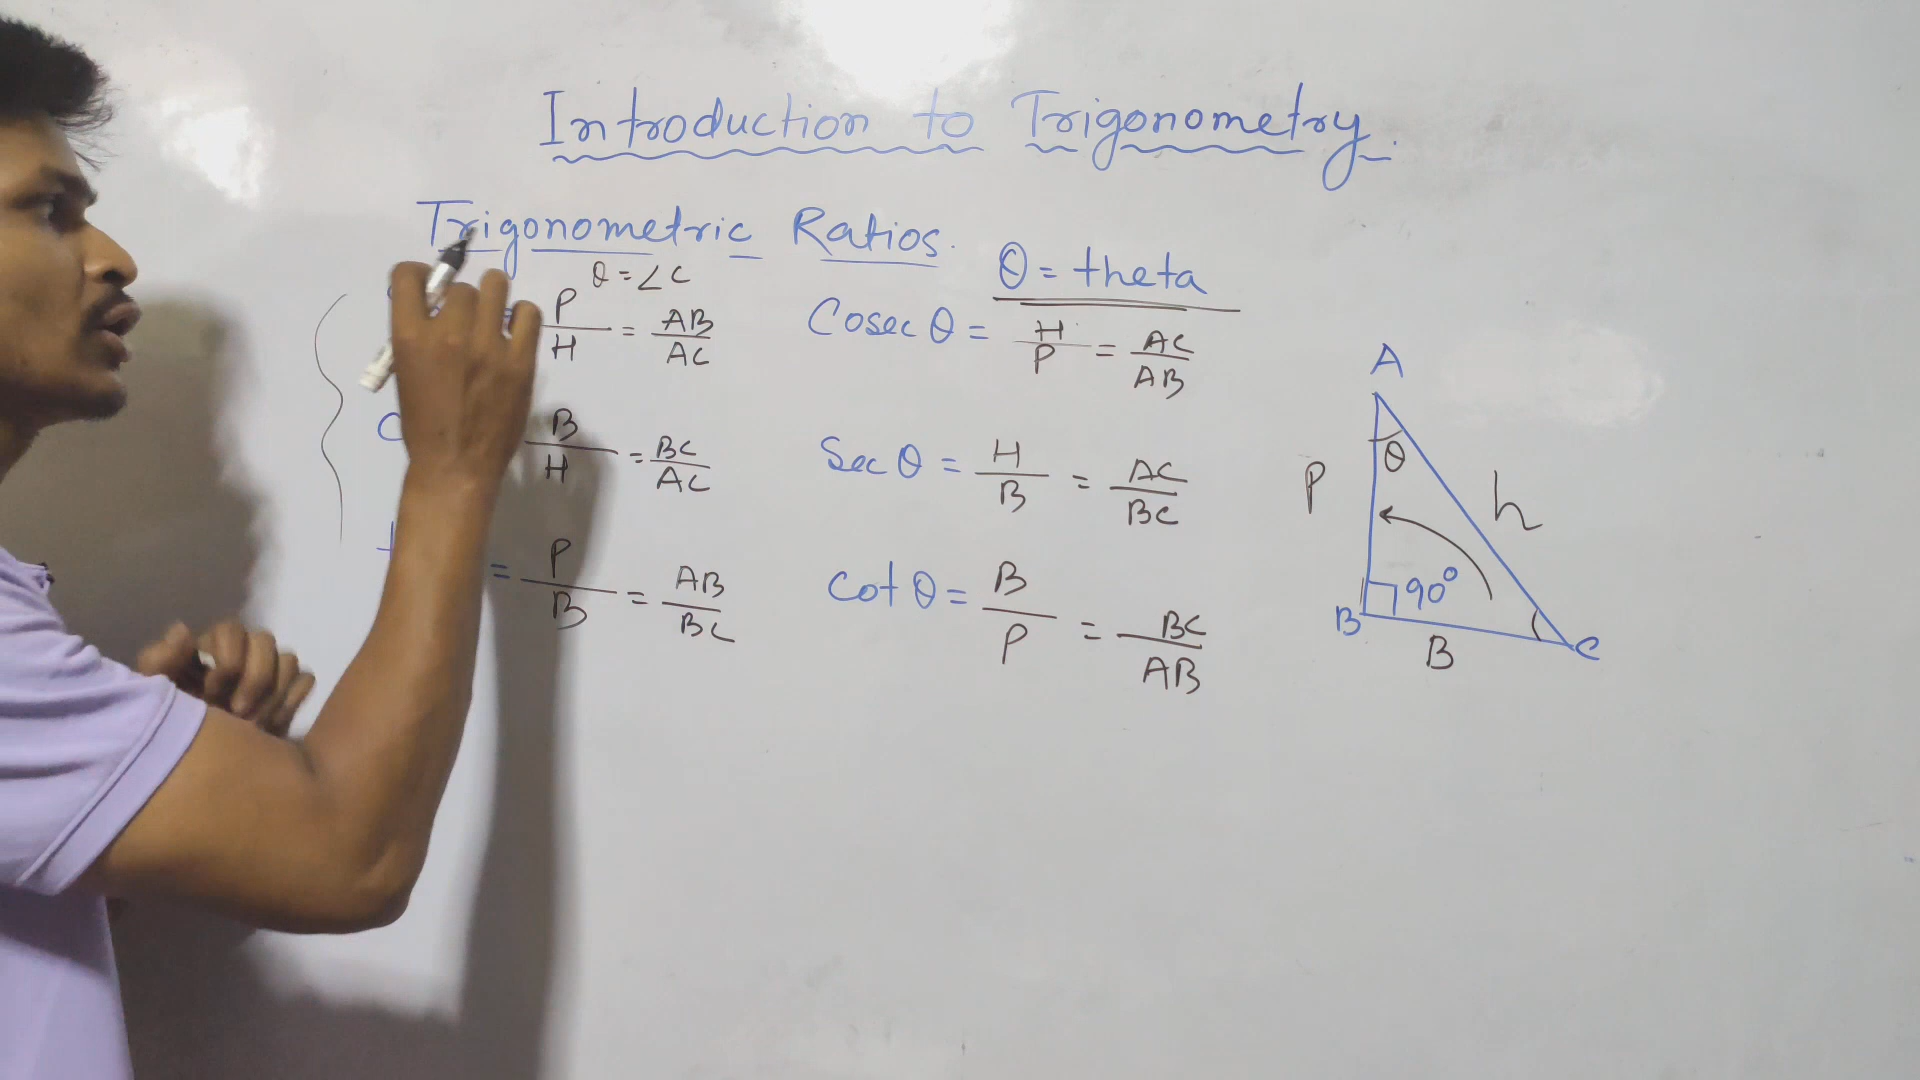 Introduction to Trigonometry.
Trigonometric Ratios.
θ = theta
θ = ∠C
= P/H = AB/AC
Cosec θ = H/P = AC/AB
B/H = BC/AC
Sec θ = H/B = AC/BC
= P/B = AB/BC
Cot θ = B/P = BC/AB
A
θ
P
h
90°
B
B
C